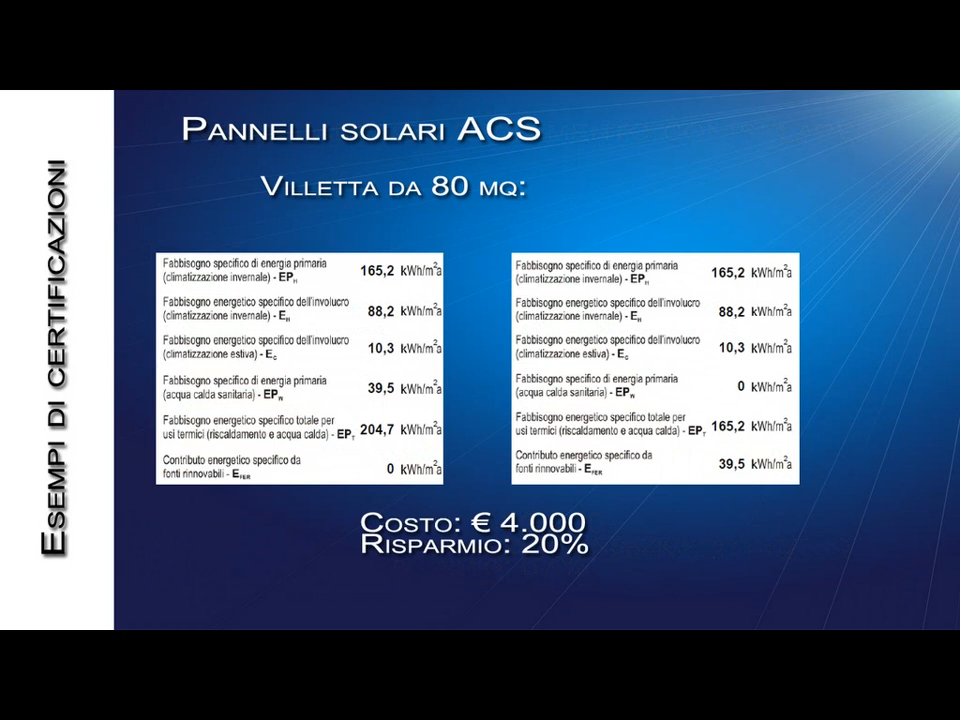 ESEMPI DI CERTIFICAZIONI
PANNELLI SOLARI ACS
VILLETTA DA 80 MQ:
Fabbisogno specifico di energia primaria
(climatizzazione invernale) - EPH 165,2 kWh/m²a
Fabbisogno energetico specifico dell'involucro
(climatizzazione invernale) - EH 88,2 kWh/m²a
Fabbisogno energetico specifico dell'involucro
(climatizzazione estiva) - EC 10,3 kWh/m²a
Fabbisogno specifico di energia primaria
(acqua calda sanitaria) - EPW 39,5 kWh/m²a
Fabbisogno energetico specifico totale per
usi termici (riscaldamento e acqua calda) - EPT 204,7 kWh/m²a
Contributo energetico specifico da
fonti rinnovabili - EFER 0 kWh/m²a
Fabbisogno specifico di energia primaria
(climatizzazione invernale) - EPH 165,2 kWh/m²a
Fabbisogno energetico specifico dell'involucro
(climatizzazione invernale) - EH 88,2 kWh/m²a
Fabbisogno energetico specifico dell'involucro
(climatizzazione estiva) - EC 10,3 kWh/m²a
Fabbisogno specifico di energia primaria
(acqua calda sanitaria) - EPW 0 kWh/m²a
Fabbisogno energetico specifico totale per
usi termici (riscaldamento e acqua calda) - EPT 165,2 kWh/m²a
Contributo energetico specifico da
fonti rinnovabili - EFER 39,5 kWh/m²a
COSTO: € 4.000
RISPARMIO: 20%